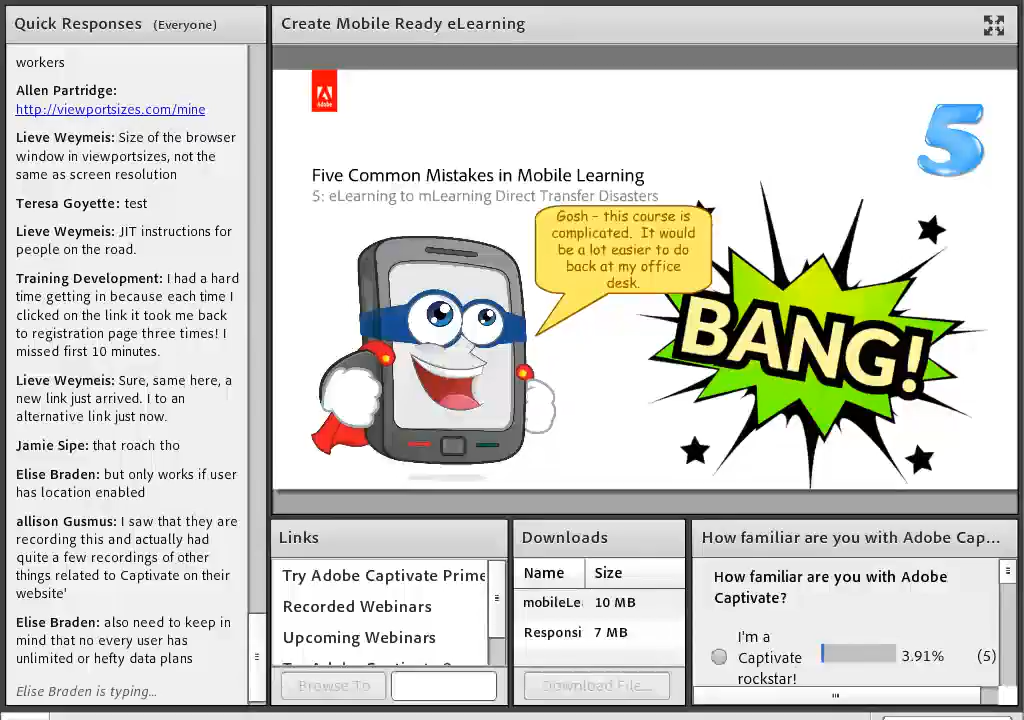 Quick Responses (Everyone)
workers
Allen Partridge:
http://viewportsizes.com/mine
Lieve Weymeis: Size of the browser
window in viewportsizes, not the
same as screen resolution
Teresa Goyette: test
Lieve Weymeis: JIT instructions for
people on the road.
Training Development: I had a hard
time getting in because each time I
clicked on the link it took me back
to registration page three times! I
missed first 10 minutes.
Lieve Weymeis: Sure, same here, a
new link just arrived. I to an
alternative link just now.
Jamie Sipe: that roach tho
Elise Braden: but only works if user
has location enabled
allison Gusmus: I saw that they are
recording this and actually had
quite a few recordings of other
things related to Captivate on their
website'
Elise Braden: also need to keep in
mind that no every user has
unlimited or hefty data plans
Elise Braden is typing...
Create Mobile Ready eLearning
Adobe
5
Five Common Mistakes in Mobile Learning
5: eLearning to mLearning Direct Transfer Disasters
Gosh - this course is
complicated. It would
be a lot easier to do
back at my office
desk.
BANG!
Links
Try Adobe Captivate Prime
Recorded Webinars
Upcoming Webinars
Browse To
Downloads
Name Size
mobileLe 10 MB
Responsi 7 MB
Download File...
How familiar are you with Adobe Cap...
How familiar are you with Adobe
Captivate?
I'm a
Captivate
rockstar!
3.91% (5)